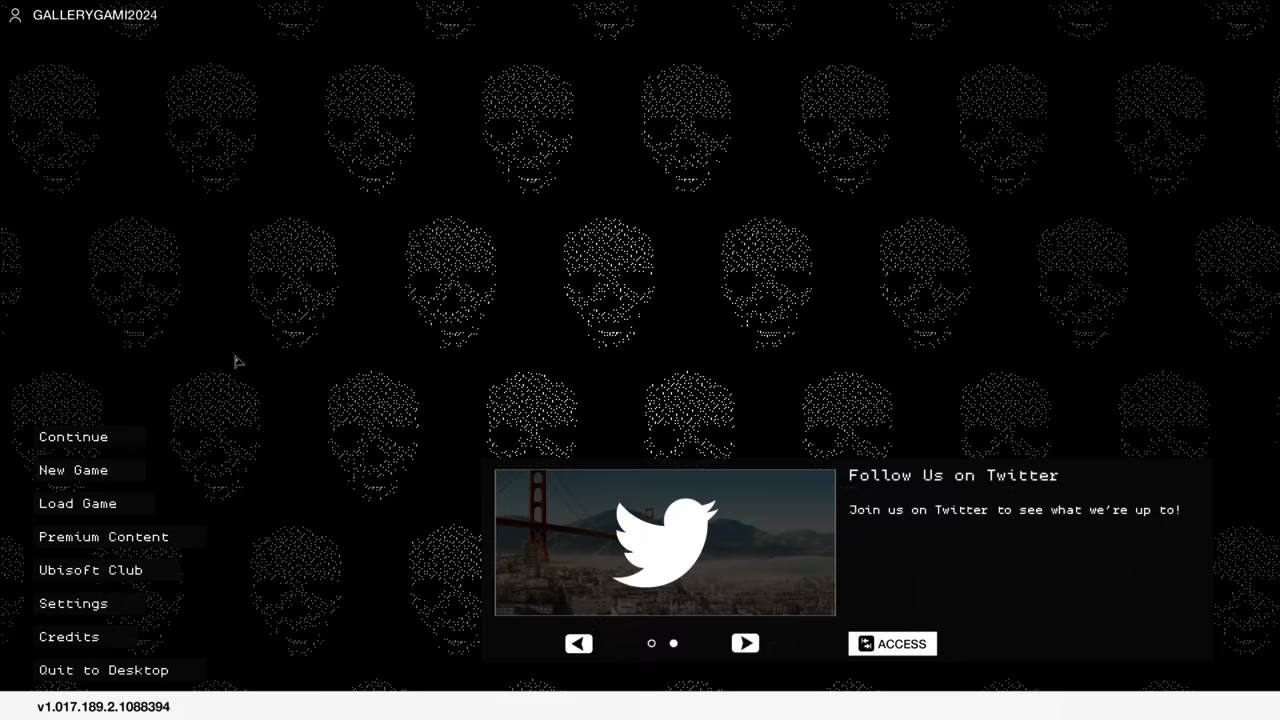 GALLERYGAMI2024
Continue
New Game
Load Game
Premium Content
Ubisoft Club
Settings
Credits
Quit to Desktop
Follow Us on Twitter
Join us on Twitter to see what we're up to!
ACCESS
v1.017.189.2.1088394